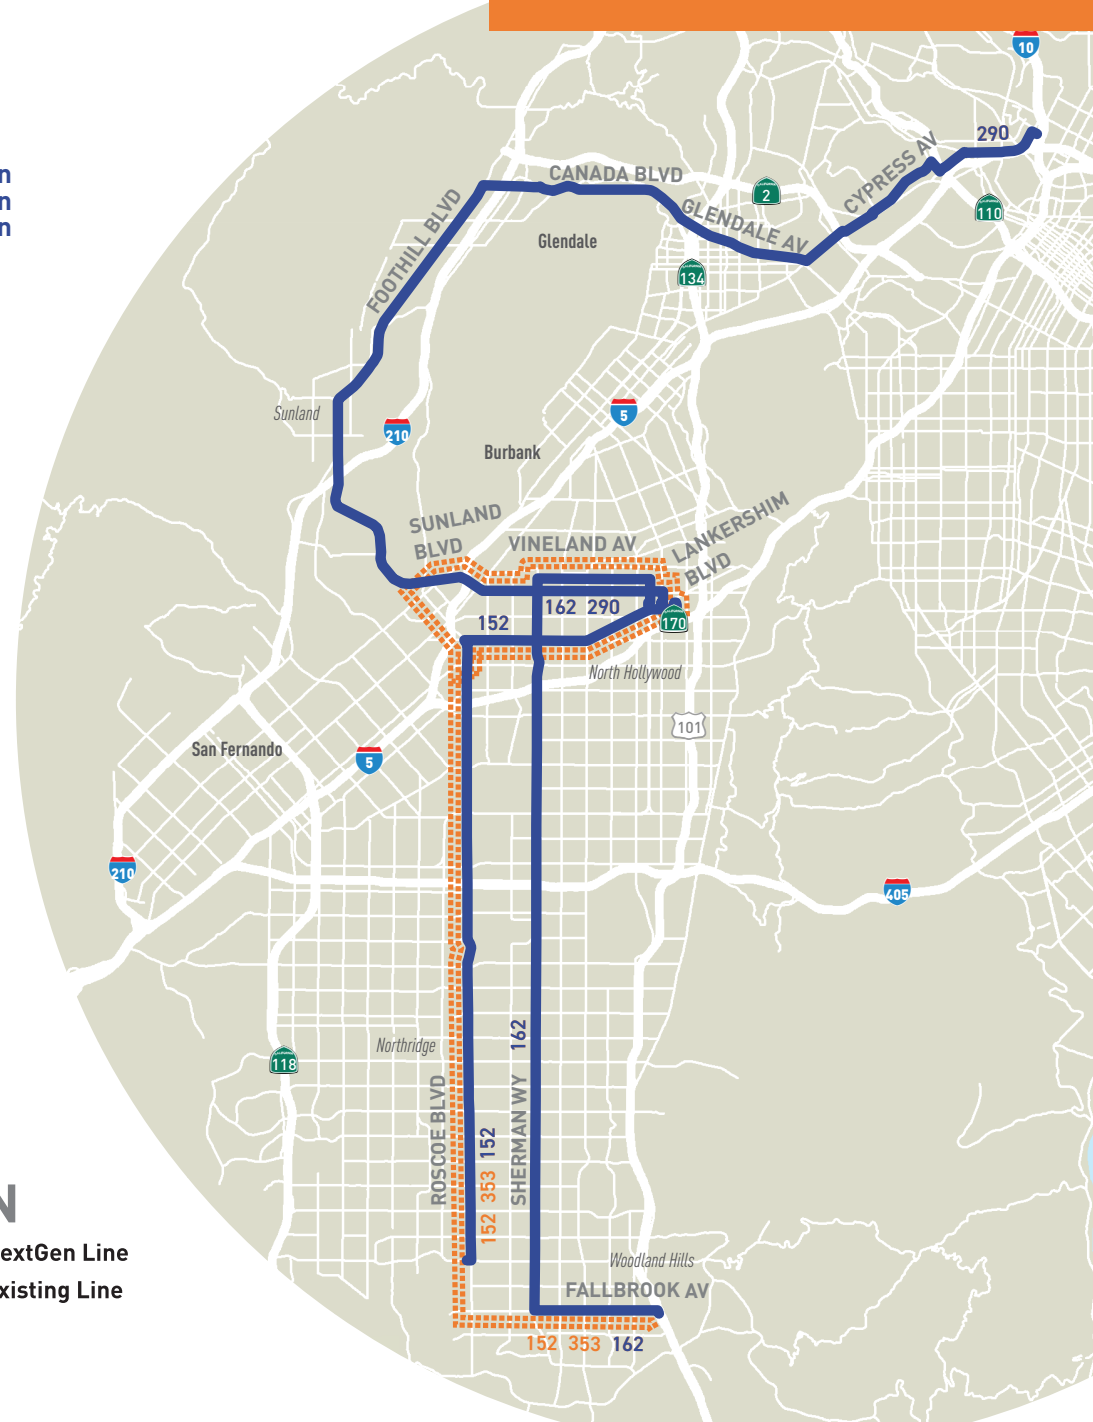 10
290
n
n
n
CANADA BLVD
2
CYPRESS AV
110
FOOTHILL BLVD
GLENDALE AV
Glendale
134
Sunland
5
210
Burbank
SUNLAND
BLVD
VINELAND AV
LANKERSHIM
BLVD
162 290
152
170
North Hollywood
101
San Fernando
5
210
405
162
Northridge
118
ROSCOE BLVD
152
SHERMAN WY
152 353
N
extGen Line
xisting Line
Woodland Hills
FALLBROOK AV
152 353 162